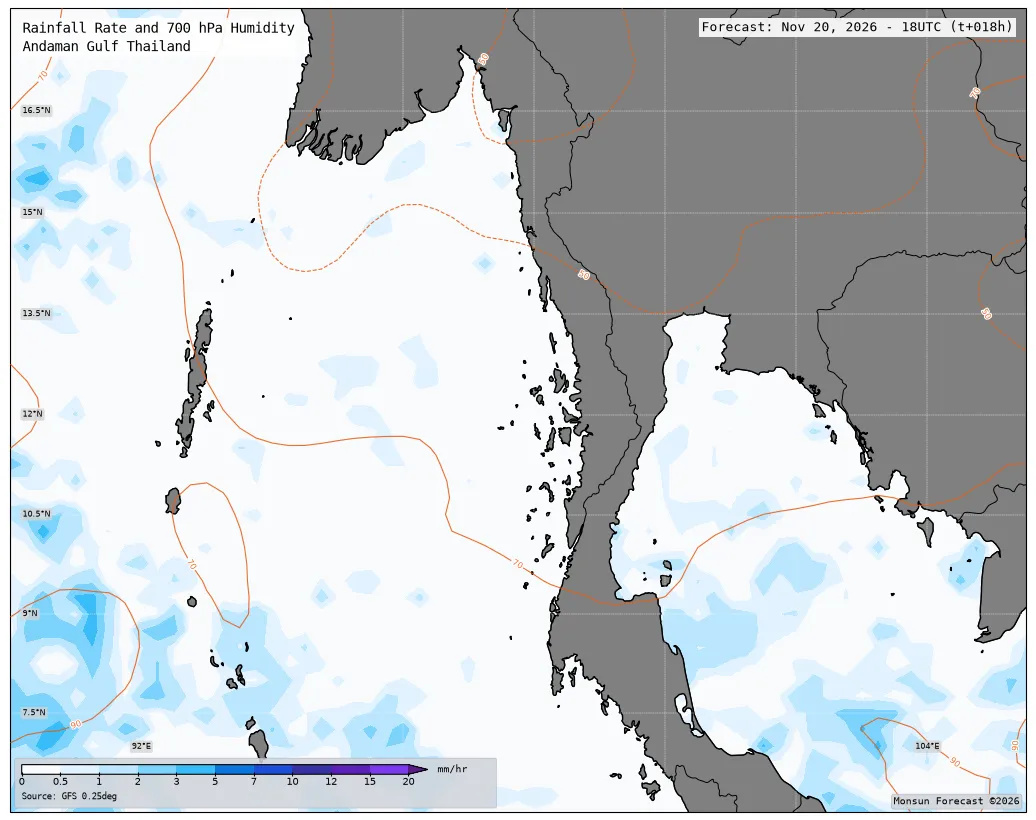 Rainfall Rate and 700 hPa Humidity
Andaman Gulf Thailand
Forecast: Nov 20, 2026 - 18UTC (t+018h)
50
70
70
16.5°N
15°N
50
13.5°N
50
12°N
10.5°N
70
70
9°N
7.5°N
90
92°E
104°E
90
90
mm/hr
0 0.5 1 2 3 5 7 10 12 15 20
Source: GFS 0.25deg
Monsun Forecast ©2026